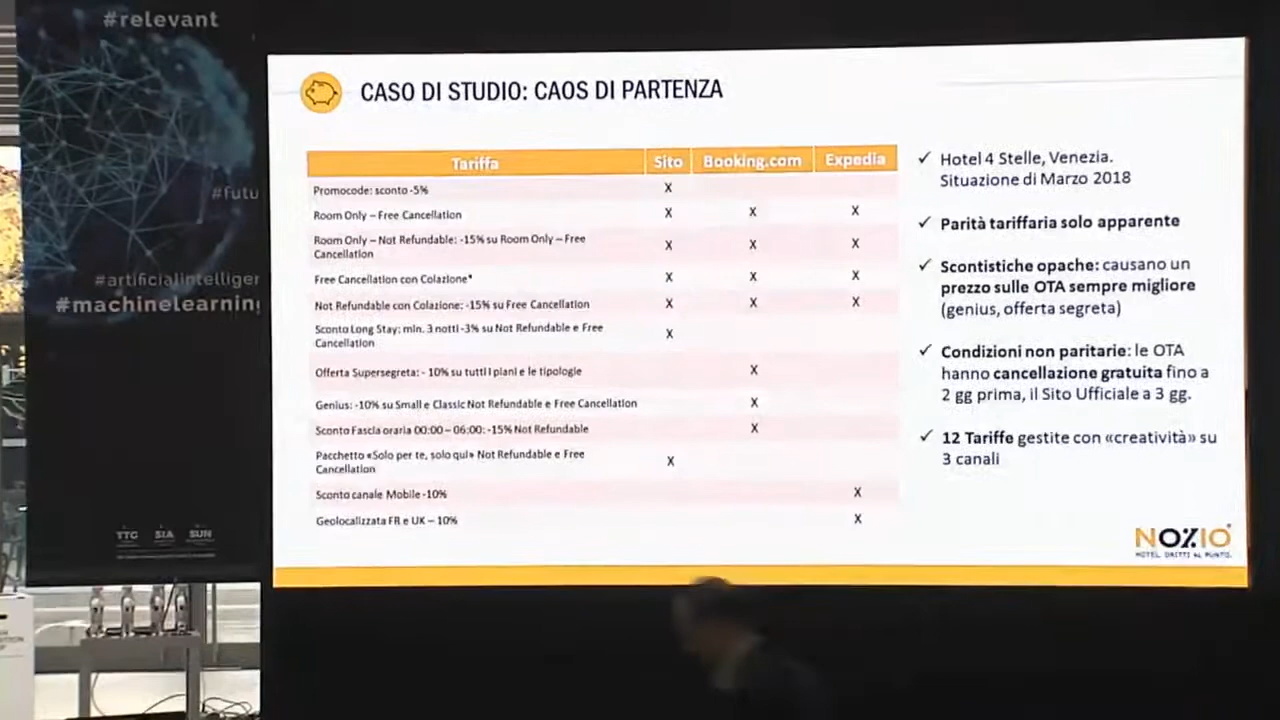 #relevant
#futu
#artificialintelligen
#machinelearning
TTG SIA SUN
CASO DI STUDIO: CAOS DI PARTENZA
Tariffa Sito Booking.com Expedia
Promocode: sconto -5% X
Room Only – Free Cancellation X X X
Room Only – Not Refundable: -15% su Room Only – Free
Cancellation X X X
Free Cancellation con Colazione* X X X
Not Refundable con Colazione: -15% su Free Cancellation X X X
Sconto Long Stay: min. 3 notti -3% su Not Refundable e Free
Cancellation X
Offerta Supersegreta: - 10% su tutti i piani e le tipologie X
Genius: -10% su Small e Classic Not Refundable e Free Cancellation X
Sconto Fascia oraria 00:00 – 06:00: -15% Not Refundable X
Pacchetto «Solo per te, solo qui» Not Refundable e Free
Cancellation X
Sconto canale Mobile -10% X
Geolocalizzata FR e UK – 10% X
✓ Hotel 4 Stelle, Venezia.
Situazione di Marzo 2018
✓ Parità tariffaria solo apparente
✓ Scontistiche opache: causano un
prezzo sulle OTA sempre migliore
(genius, offerta segreta)
✓ Condizioni non paritarie: le OTA
hanno cancellazione gratuita fino a
2 gg prima, il Sito Ufficiale a 3 gg.
✓ 12 Tariffe gestite con «creatività» su
3 canali
NOZIO
HOTEL. DRITTI AL PUNTO.